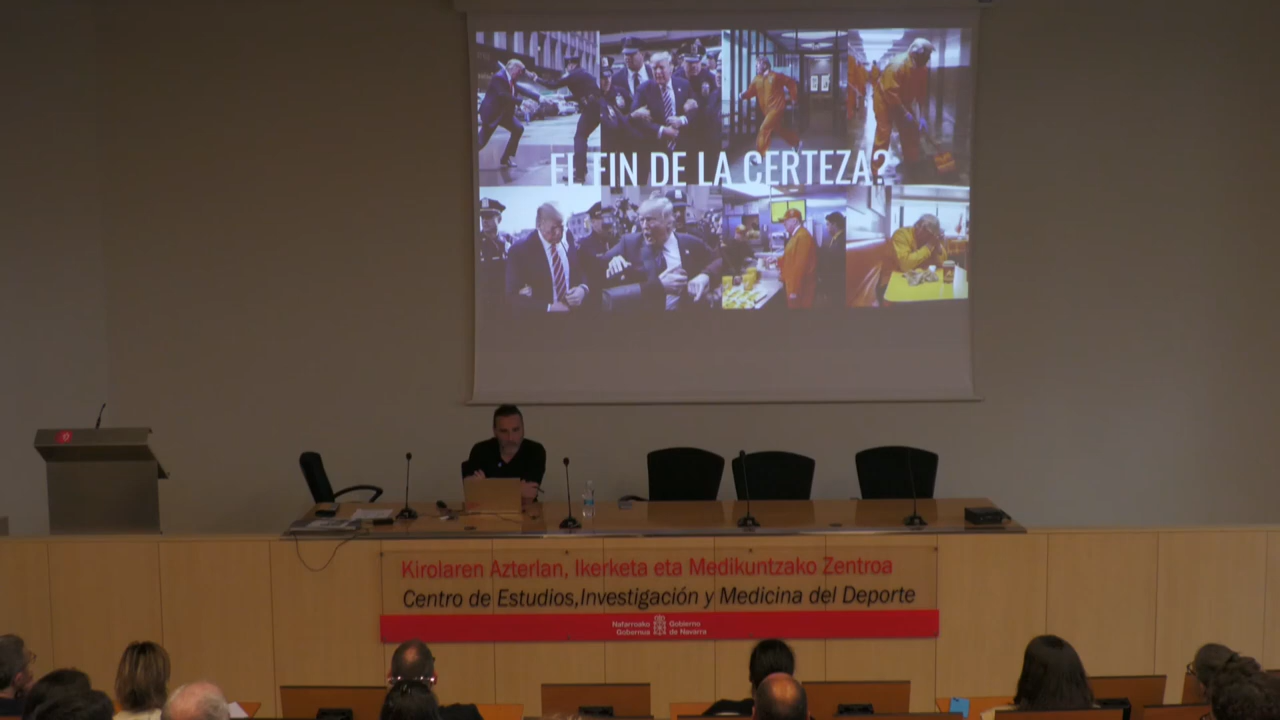 EL FIN DE LA CERTEZA?
Kirolaren Azterlan, Ikerketa eta Medikuntzako Zentroa
Centro de Estudios,Investigación y Medicina del Deporte
Nafarroako Gobernua
Gobierno de Navarra